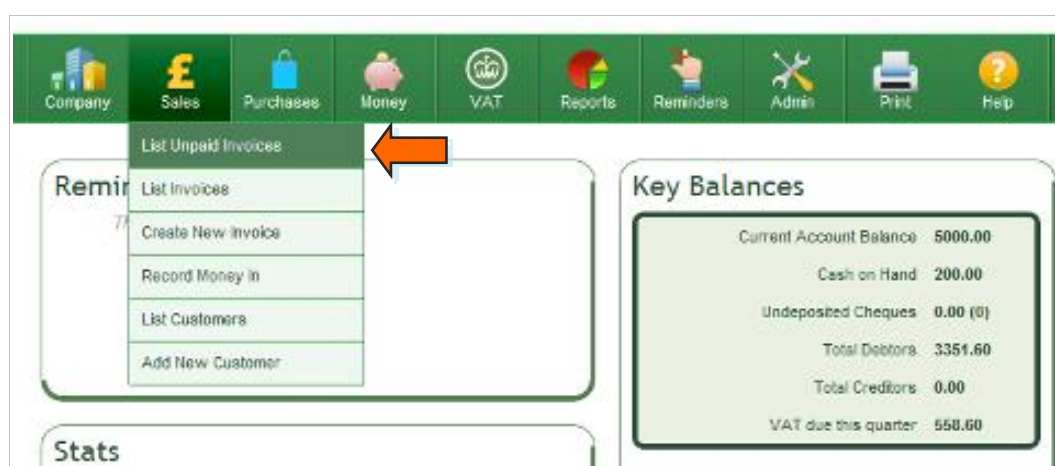 Company Sales Purchases Money VAT Reports Reminders Admin Print Help
List Unpaid Invoices
List Invoices
Create New Invoice
Record Money In
List Customers
Add New Customer
Key Balances
Current Account Balance 5000.00
Cash on Hand 200.00
Undeposited Cheques 0.00 (0)
Total Debtors 3351.60
Total Creditors 0.00
VAT due this quarter 558.60
Stats